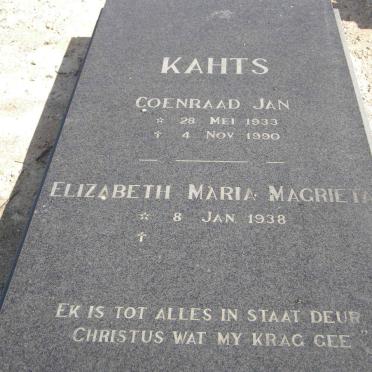 KAHTS
COENRAAD JAN
☆ 28 MEI 1933
✝ 4 NOV 1990
ELIZABETH MARIA MAGRIETA
☆ 8 JAN 1938
✝
EK IS TOT ALLES IN STAAT DEUR
CHRISTUS WAT MY KRAG GEE"